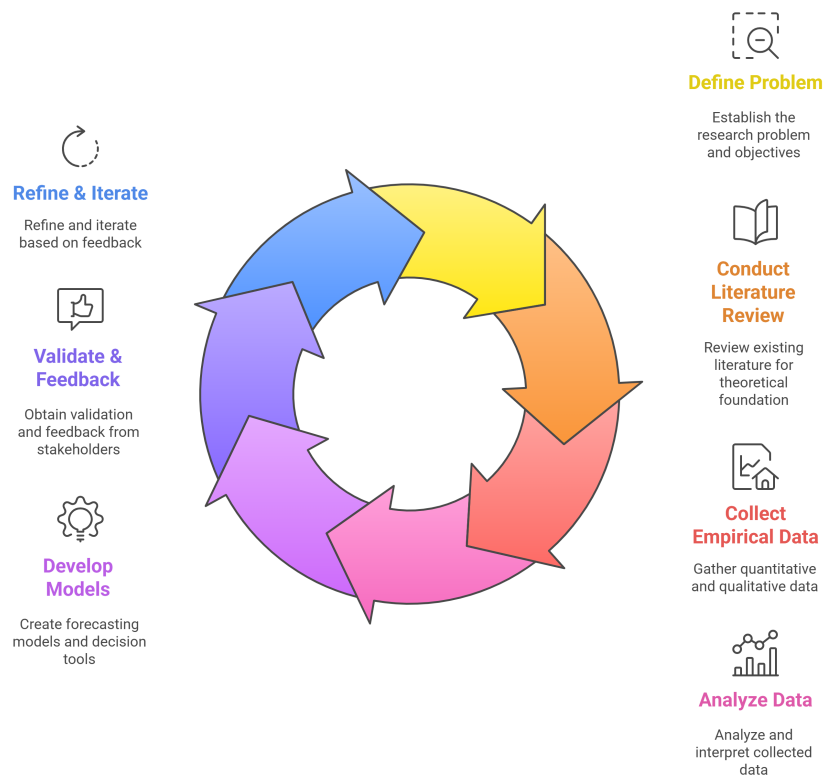 Define Problem
Establish the
research problem
and objectives
Conduct
Literature
Review
Review existing
literature for
theoretical
foundation
Collect
Empirical Data
Gather quantitative
and qualitative data
Analyze Data
Analyze and
interpret collected
data
Develop
Models
Create forecasting
models and decision
tools
Validate &
Feedback
Obtain validation
and feedback from
stakeholders
Refine & Iterate
Refine and iterate
based on feedback